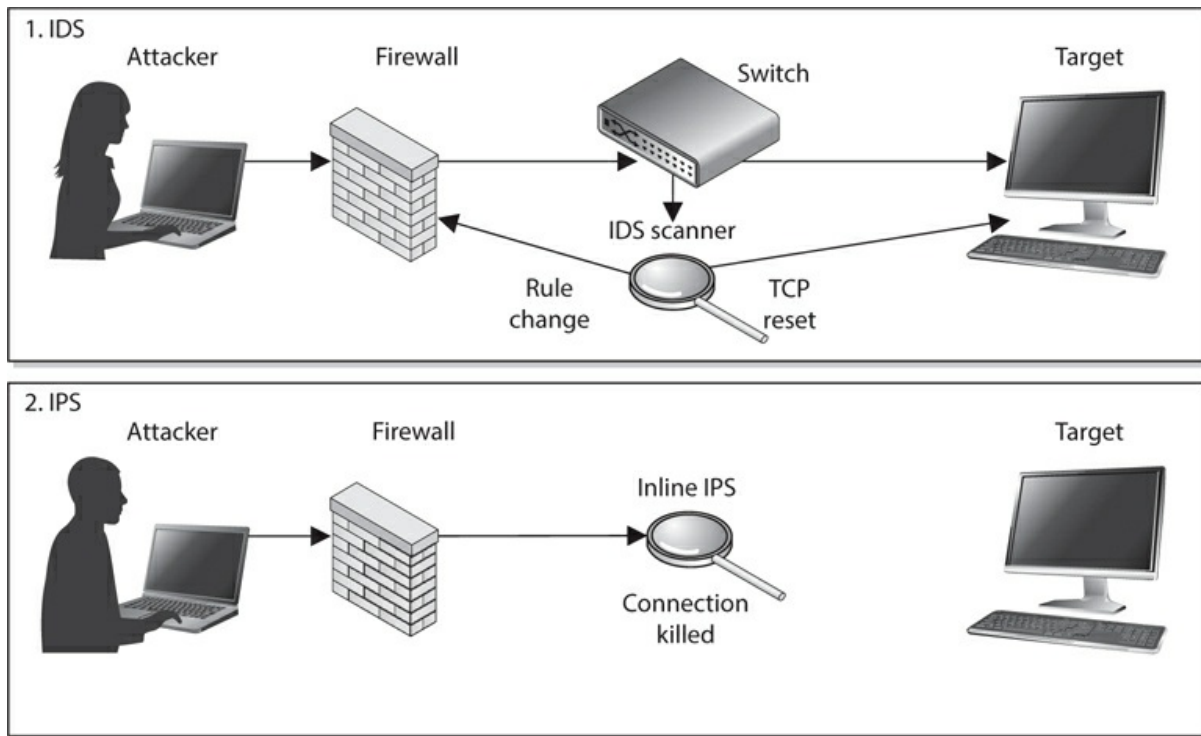 1. IDS
Attacker
Firewall
Switch
Target
IDS scanner
Rule
change
TCP
reset
2. IPS
Attacker
Firewall
Target
Inline IPS
Connection
killed